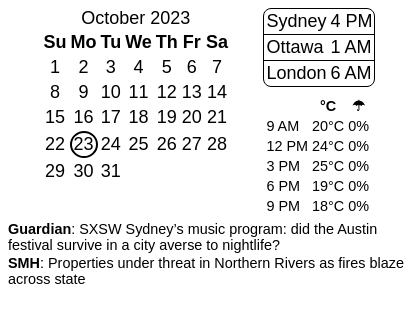 October 2023
Su Mo Tu We Th Fr Sa
1 2 3 4 5 6 7
8 9 10 11 12 13 14
15 16 17 18 19 20 21
22 23 24 25 26 27 28
29 30 31
Sydney 4 PM
Ottawa 1 AM
London 6 AM
°C ☂
9 AM 20°C 0%
12 PM 24°C 0%
3 PM 25°C 0%
6 PM 19°C 0%
9 PM 18°C 0%
Guardian: SXSW Sydney’s music program: did the Austin
festival survive in a city averse to nightlife?
SMH: Properties under threat in Northern Rivers as fires blaze
across state